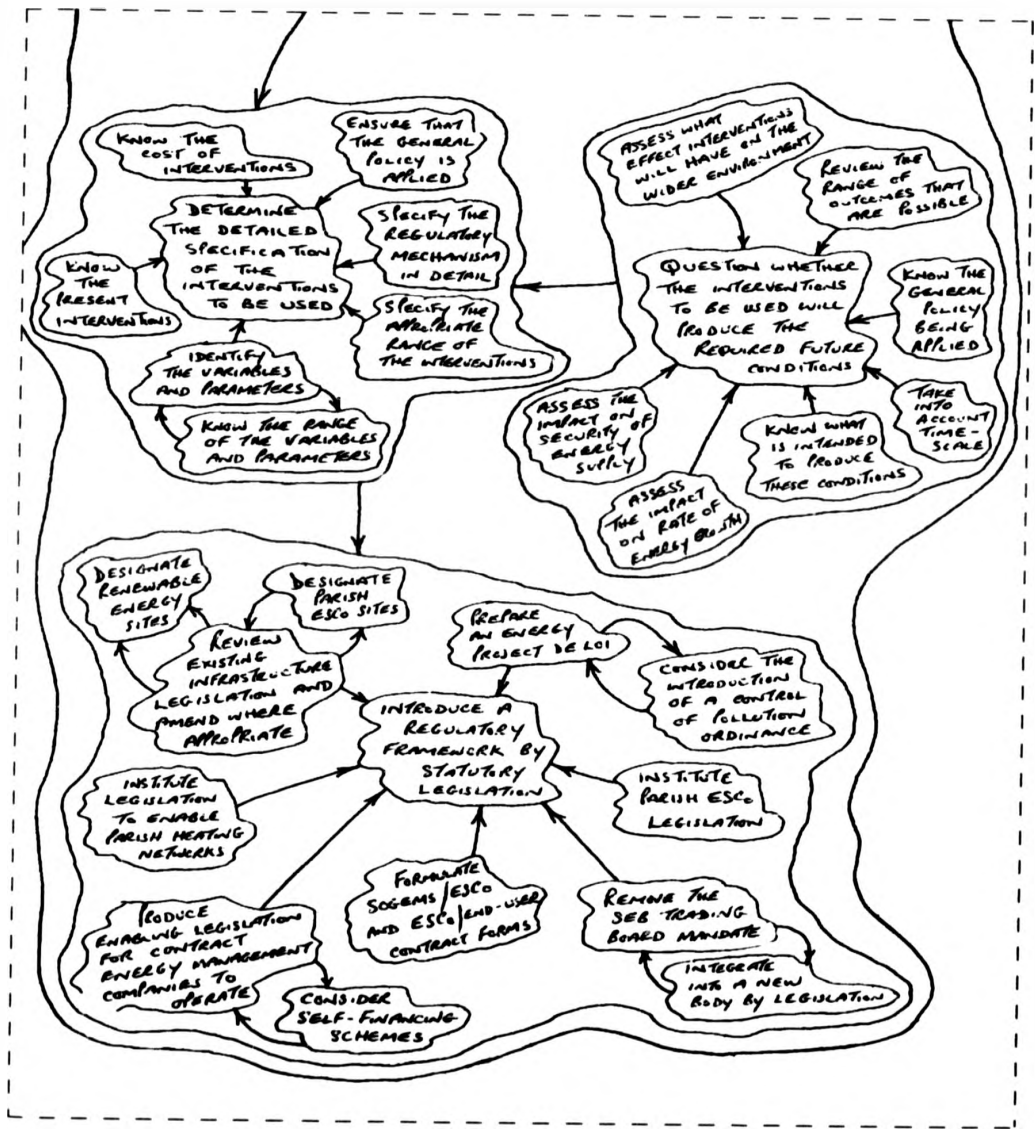 KNOW THE
COST OF
INTERVENTIONS
ENSURE THAT
THE GENERAL
POLICY IS
APPLIED
DETERMINE
THE DETAILED
SPECIFICATION
OF THE
INTERVENTIONS
TO BE USED
SPECIFY THE
REGULATORY
MECHANISM
IN DETAIL
KNOW
THE
PRESENT
INTERVENTIONS
SPECIFY THE
APPROPRIATE
RANGE OF
THE INTERVENTIONS
IDENTIFY
THE VARIABLES
AND PARAMETERS
KNOW THE RANGE
OF THE VARIABLES
AND PARAMETERS
ASSESS WHAT
EFFECT INTERVENTIONS
WILL HAVE ON THE
WIDER ENVIRONMENT
REVIEW THE
RANGE OF
OUTCOMES THAT
ARE POSSIBLE
QUESTION WHETHER
THE INTERVENTIONS
TO BE USED WILL
PRODUCE THE
REQUIRED FUTURE
CONDITIONS
KNOW THE
GENERAL
POLICY
BEING
APPLIED
ASSESS THE
IMPACT ON
SECURITY OF
ENERGY
SUPPLY
ASSESS
THE IMPACT
ON RATE OF
ENERGY GROWTH
KNOW WHAT
IS INTENDED
TO PRODUCE
THESE CONDITIONS
TAKE
INTO
ACCOUNT
TIME-
SCALE
DESIGNATE
RENEWABLE
ENERGY
SITES
DESIGNATE
PARISH
ESCO SITES
REVIEW
EXISTING
INFRASTRUCTURE
LEGISLATION AND
AMEND WHERE
APPROPRIATE
PREPARE
AN ENERGY
PROJECT DE LOI
CONSIDER THE
INTRODUCTION
OF A CONTROL
OF POLLUTION
ORDINANCE
INTRODUCE A
REGULATORY
FRAMEWORK BY
STATUTORY
LEGISLATION
INSTITUTE
LEGISLATION
TO ENABLE
PARISH HEATING
NETWORKS
INSTITUTE
PARISH ESCO
LEGISLATION
PRODUCE
ENABLING LEGISLATION
FOR CONTRACT
ENERGY MANAGEMENT
COMPANIES TO
OPERATE
CONSIDER
SELF-FINANCING
SCHEMES
FORMULATE
SOGEMS/ESCO
AND ESCO/END-USER
CONTRACT FORMS
REMOVE THE
SEB TRADING
BOARD MANDATE
INTEGRATE
INTO A NEW
BODY BY LEGISLATION